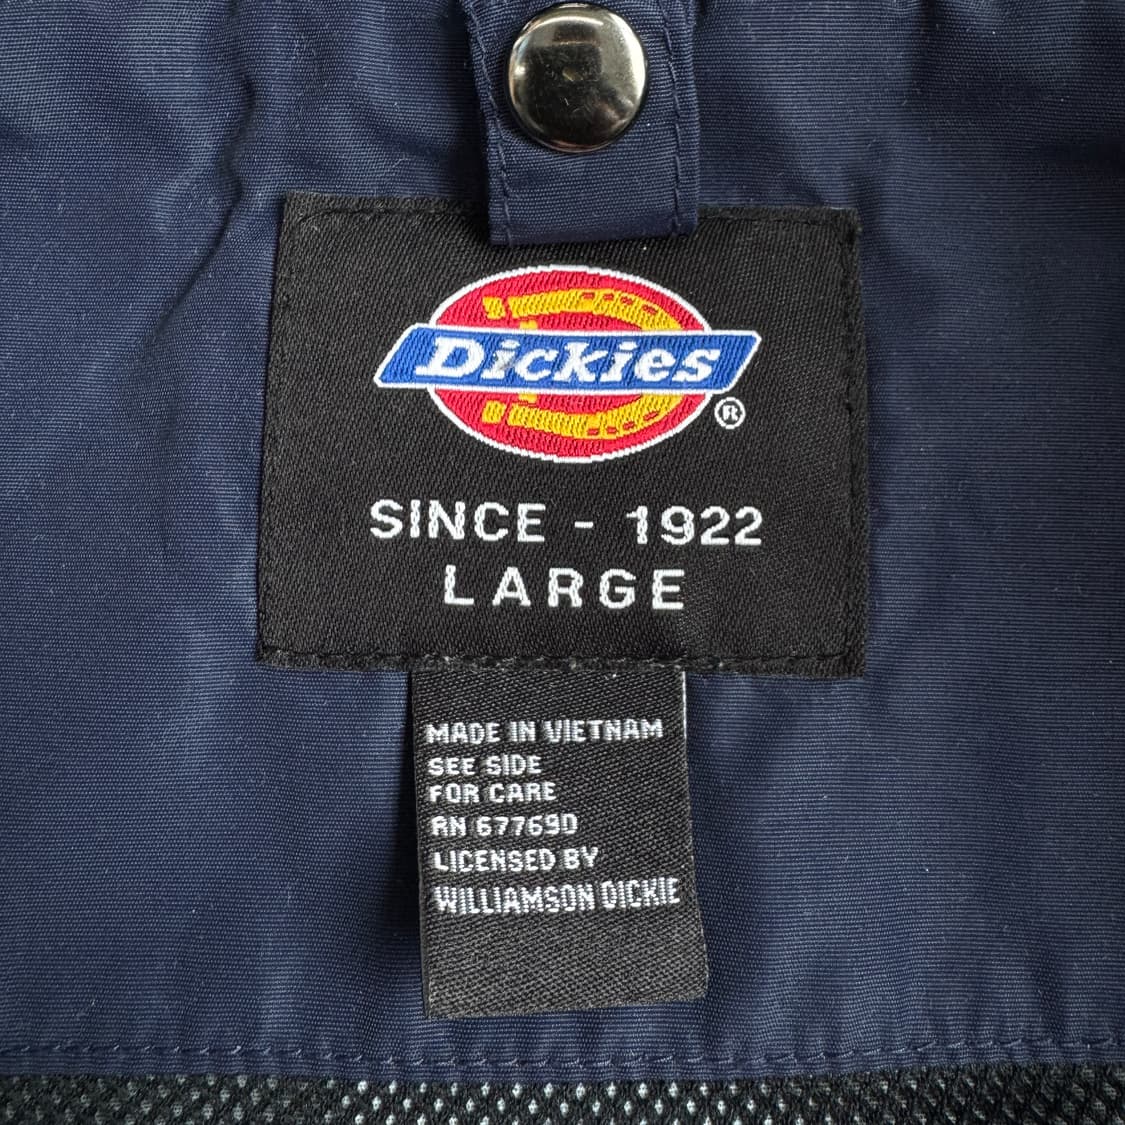 Dickies®
SINCE - 1922
LARGE
MADE IN VIETNAM
SEE SIDE
FOR CARE
RN 67769D
LICENSED BY
WILLIAMSON DICKIE